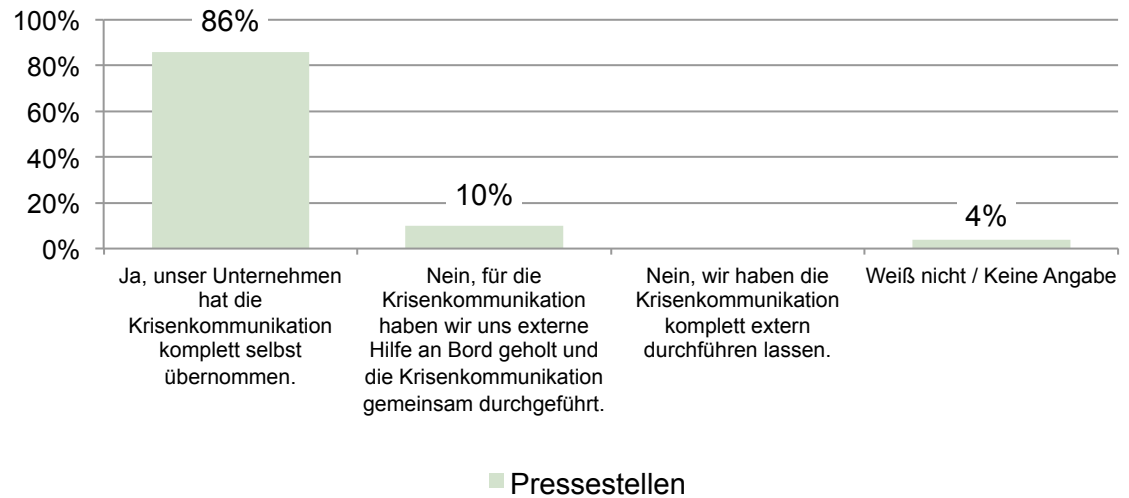 100%
80%
60%
40%
20%
0%
86%
10%
4%
Ja, unser Unternehmen
hat die
Krisenkommunikation
komplett selbst
übernommen.
Nein, für die
Krisenkommunikation
haben wir uns externe
Hilfe an Bord geholt und
die Krisenkommunikation
gemeinsam durchgeführt.
Nein, wir haben die
Krisenkommunikation
komplett extern
durchführen lassen.
Weiß nicht / Keine Angabe
Pressestellen